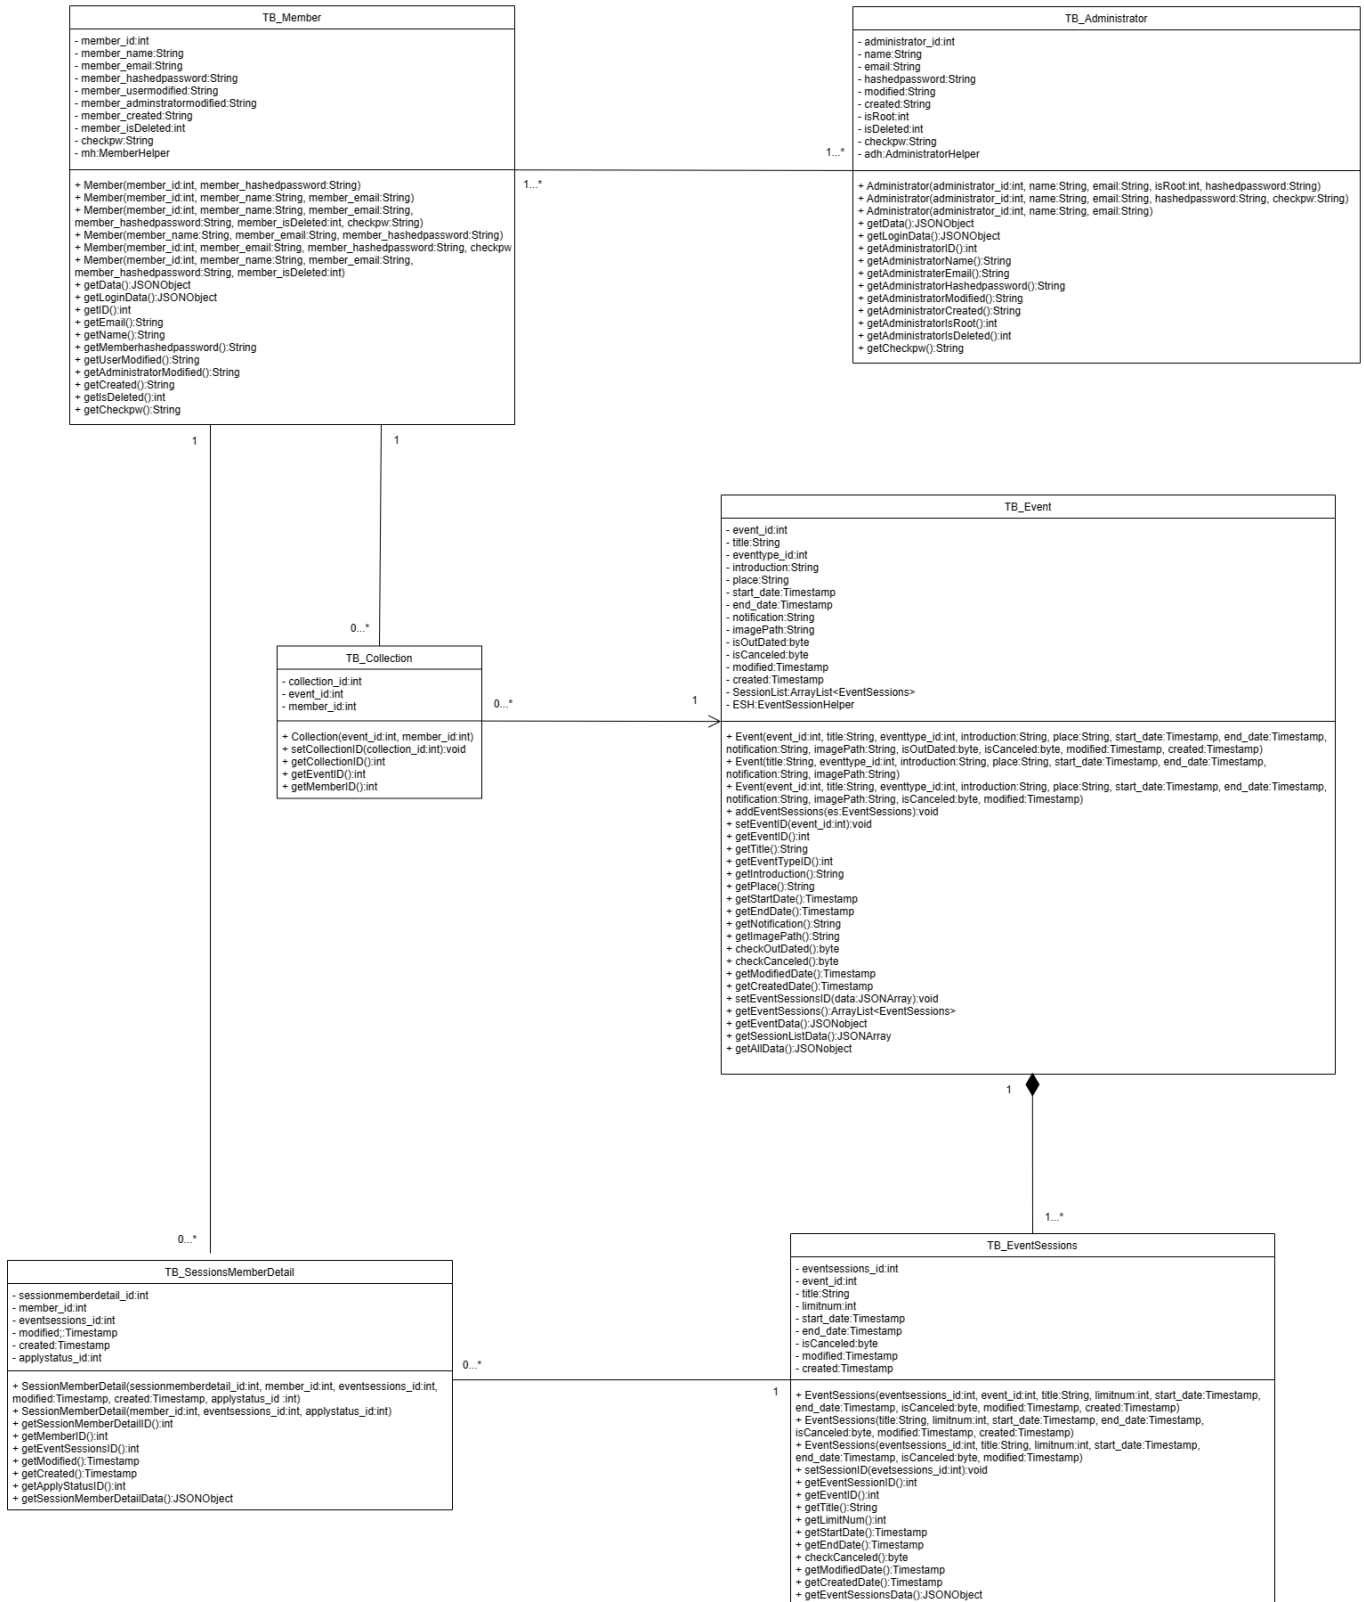 TB_Member
- member_id:int
- member_name:String
- member_email:String
- member_hashedpassword:String
- member_usermodified:String
- member_adminstratormodified:String
- member_created:String
- member_isDeleted:int
- checkpw:String
- mh:MemberHelper
+ Member(member_id:int, member_hashedpassword:String)
+ Member(member_id:int, member_name:String, member_email:String)
+ Member(member_id:int, member_name:String, member_email:String,
member_hashedpassword:String, member_isDeleted:int, checkpw:String)
+ Member(member_name:String, member_email:String, member_hashedpassword:String)
+ Member(member_id:int, member_email:String, member_hashedpassword:String, checkpw
+ Member(member_id:int, member_name:String, member_email:String,
member_hashedpassword:String, member_isDeleted:int)
+ getData():JSONObject
+ getLoginData():JSONObject
+ getID():int
+ getEmail():String
+ getName():String
+ getMemberhashedpassword():String
+ getUserModified():String
+ getAdministratorModified():String
+ getCreated():String
+ getIsDeleted():int
+ getCheckpw():String
TB_Administrator
- administrator_id:int
- name:String
- email:String
- hashedpassword:String
- modified:String
- created:String
- isRoot:int
- isDeleted:int
- checkpw:String
- adh:AdministratorHelper
+ Administrator(administrator_id:int, name:String, email:String, isRoot:int, hashedpassword:String)
+ Administrator(administrator_id:int, name:String, email:String, hashedpassword:String, checkpw:String)
+ Administrator(administrator_id:int, name:String, email:String)
+ getData():JSONObject
+ getLoginData():JSONObject
+ getAdministratorID():int
+ getAdministratorName():String
+ getAdministraterEmail():String
+ getAdministratorHashedpassword():String
+ getAdministratorModified():String
+ getAdministratorCreated():String
+ getAdministratorIsRoot():int
+ getAdministratorIsDeleted():int
+ getCheckpw():String
1...*
1...*
1
1
0...*
TB_Collection
- collection_id:int
- event_id:int
- member_id:int
+ Collection(event_id:int, member_id:int)
+ setCollectionID(collection_id:int):void
+ getCollectionID():int
+ getEventID():int
+ getMemberID():int
0...*
1
TB_Event
- event_id:int
- title:String
- eventtype_id:int
- introduction:String
- place:String
- start_date:Timestamp
- end_date:Timestamp
- notification:String
- imagePath:String
- isOutDated:byte
- isCanceled:byte
- modified:Timestamp
- created:Timestamp
- SessionList:ArrayList<EventSessions>
- ESH:EventSessionHelper
+ Event(event_id:int, title:String, eventtype_id:int, introduction:String, place:String, start_date:Timestamp, end_date:Timestamp,
notification:String, imagePath:String, isOutDated:byte, isCanceled:byte, modified:Timestamp, created:Timestamp)
+ Event(title:String, eventtype_id:int, introduction:String, place:String, start_date:Timestamp, end_date:Timestamp,
notification:String, imagePath:String)
+ Event(event_id:int, title:String, eventtype_id:int, introduction:String, place:String, start_date:Timestamp, end_date:Timestamp,
notification:String, imagePath:String, isCanceled:byte, modified:Timestamp)
+ addEventSessions(es:EventSessions):void
+ setEventID(event_id:int):void
+ getEventID():int
+ getTitle():String
+ getEventTypeID():int
+ getIntroduction():String
+ getPlace():String
+ getStartDate():Timestamp
+ getEndDate():Timestamp
+ getNotification():String
+ getImagePath():String
+ checkOutDated():byte
+ checkCanceled():byte
+ getModifiedDate():Timestamp
+ getCreatedDate():Timestamp
+ setEventSessionsID(data:JSONArray):void
+ getEventSessions():ArrayList<EventSessions>
+ getEventData():JSONobject
+ getSessionListData():JSONArray
+ getAllData():JSONobject
1
1...*
0...*
TB_SessionsMemberDetail
- sessionmemberdetail_id:int
- member_id:int
- eventsessions_id:int
- modified;:Timestamp
- created:Timestamp
- applystatus_id:int
+ SessionMemberDetail(sessionmemberdetail_id:int, member_id:int, eventsessions_id:int,
modified:Timestamp, created:Timestamp, applystatus_id :int)
+ SessionMemberDetail(member_id:int, eventsessions_id:int, applystatus_id:int)
+ getSessionMemberDetailID():int
+ getMemberID():int
+ getEventSessionsID():int
+ getModified():Timestamp
+ getCreated():Timestamp
+ getApplyStatusID():int
+ getSessionMemberDetailData():JSONObject
0...*
1
TB_EventSessions
- eventsessions_id:int
- event_id:int
- title:String
- limitnum:int
- start_date:Timestamp
- end_date:Timestamp
- isCanceled:byte
- modified:Timestamp
- created:Timestamp
+ EventSessions(eventsessions_id:int, event_id:int, title:String, limitnum:int, start_date:Timestamp,
end_date:Timestamp, isCanceled:byte, modified:Timestamp, created:Timestamp)
+ EventSessions(title:String, limitnum:int, start_date:Timestamp, end_date:Timestamp,
isCanceled:byte, modified:Timestamp, created:Timestamp)
+ EventSessions(eventsessions_id:int, title:String, limitnum:int, start_date:Timestamp,
end_date:Timestamp, isCanceled:byte, modified:Timestamp)
+ setSessionID(evetsessions_id:int):void
+ getEventSessionID():int
+ getEventID():int
+ getTitle():String
+ getLimitNum():int
+ getStartDate():Timestamp
+ getEndDate():Timestamp
+ checkCanceled():byte
+ getModifiedDate():Timestamp
+ getCreatedDate():Timestamp
+ getEventSessionsData():JSONObject